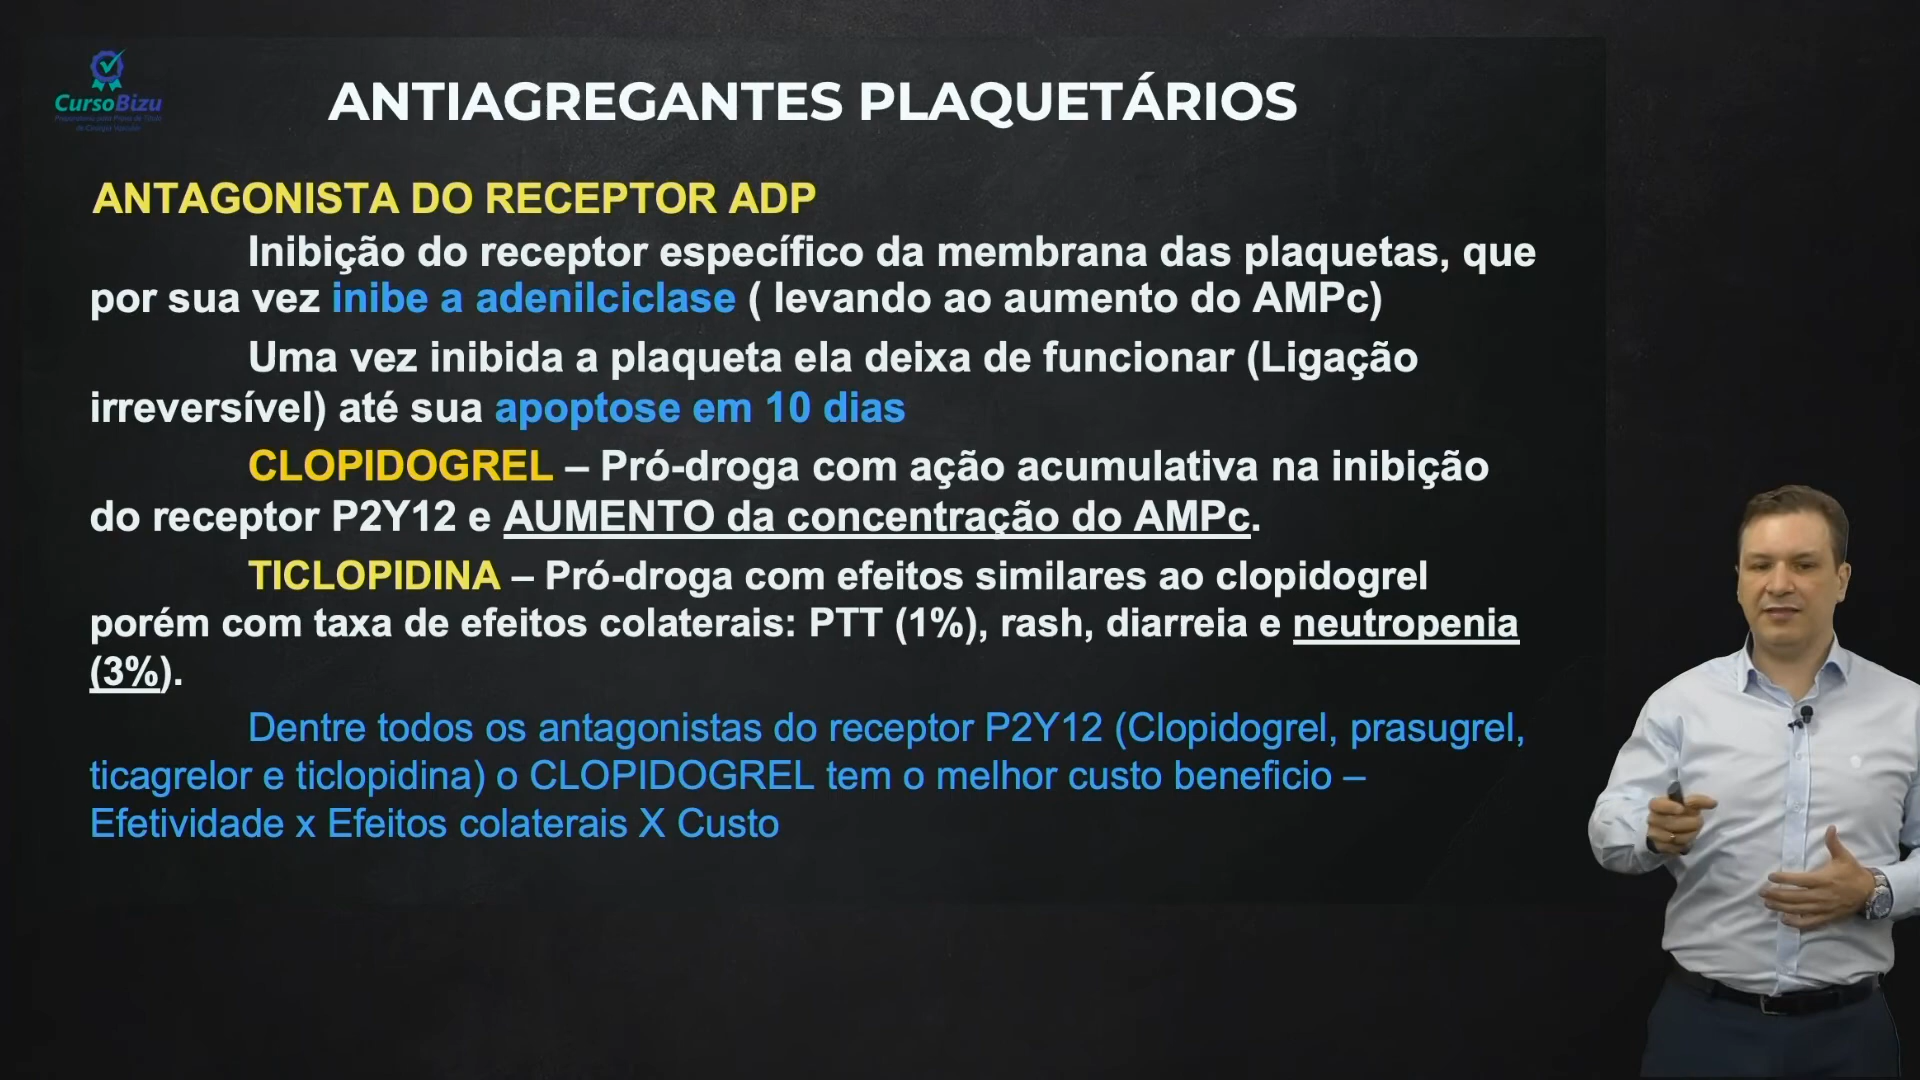 CursoBizu
ANTIAGREGANTES PLAQUETÁRIOS
ANTAGONISTA DO RECEPTOR ADP
Inibição do receptor específico da membrana das plaquetas, que
por sua vez inibe a adenilciclase ( levando ao aumento do AMPc)
Uma vez inibida a plaqueta ela deixa de funcionar (Ligação
irreversível) até sua apoptose em 10 dias
CLOPIDOGREL – Pró-droga com ação acumulativa na inibição
do receptor P2Y12 e AUMENTO da concentração do AMPc.
TICLOPIDINA – Pró-droga com efeitos similares ao clopidogrel
porém com taxa de efeitos colaterais: PTT (1%), rash, diarreia e neutropenia
(3%).
Dentre todos os antagonistas do receptor P2Y12 (Clopidogrel, prasugrel,
ticagrelor e ticlopidina) o CLOPIDOGREL tem o melhor custo beneficio –
Efetividade x Efeitos colaterais X Custo